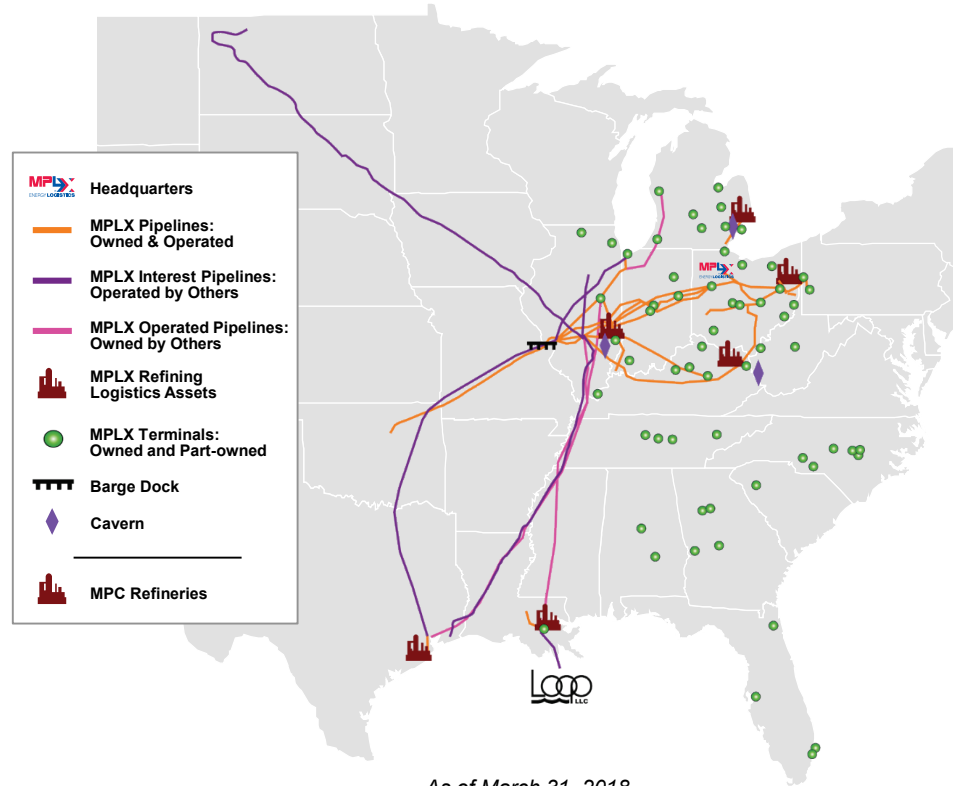 MPLX
ENERGY LOGISTICS
Headquarters
MPLX Pipelines:
Owned & Operated
MPLX Interest Pipelines:
Operated by Others
MPLX Operated Pipelines:
Owned by Others
MPLX Refining
Logistics Assets
MPLX Terminals:
Owned and Part-owned
Barge Dock
Cavern
MPC Refineries
MPLX
ENERGY LOGISTICS
LOOP
LLC
As of March 31, 2018